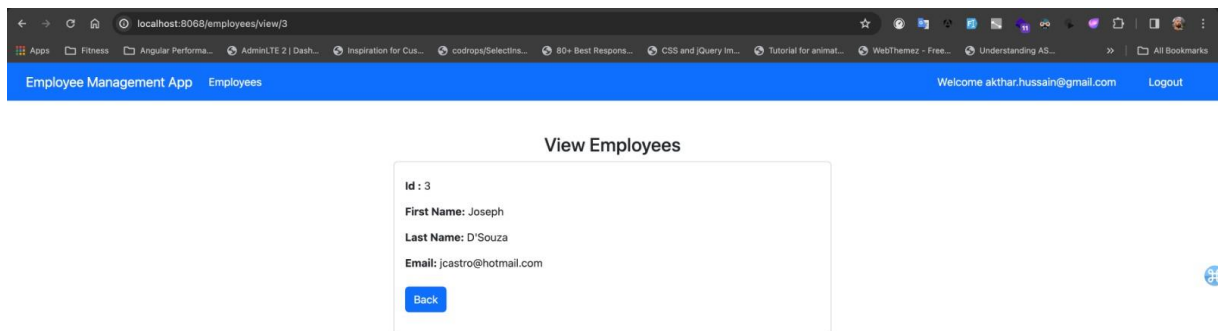 localhost:8068/employees/view/3
Apps Fitness Angular Performa... AdminLTE 2 | Dash... Inspiration for Cus... codrops/SelectIns... 80+ Best Respons... CSS and jQuery Im... Tutorial for animat... WebThemez - Free... Understanding AS... » All Bookmarks
Employee Management App Employees Welcome akthar.hussain@gmail.com Logout
View Employees
Id : 3
First Name: Joseph
Last Name: D'Souza
Email: jcastro@hotmail.com
Back